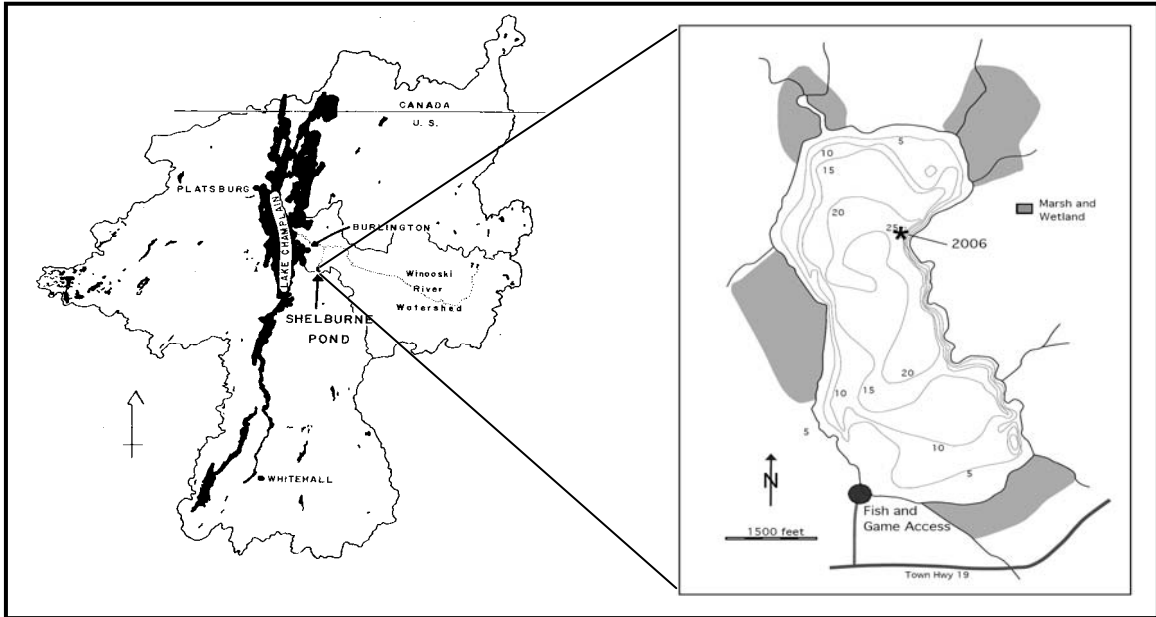 CANADA
U. S.
PLATSBURG
LAKE CHAMPLAIN
BURLINGTON
Winooski
River
Watershed
SHELBURNE
POND
WHITEHALL
5
10
15
Marsh and
Wetland
20
25
2006
20
10
15
5
10
5
N
Fish and
Game Access
1500 feet
Town Hwy 19